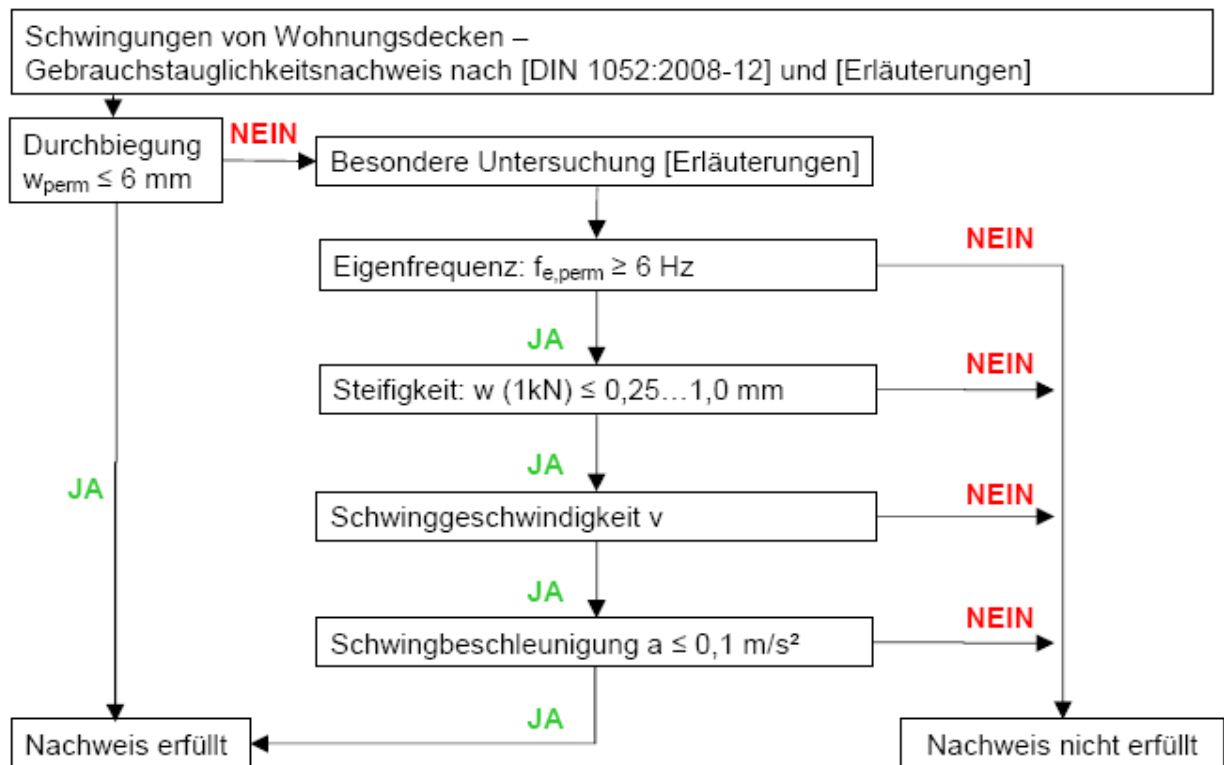 Schwingungen von Wohnungsdecken –
Gebrauchstauglichkeitsnachweis nach [DIN 1052:2008-12] und [Erläuterungen]
Durchbiegung
w_perm ≤ 6 mm
NEIN
Besondere Untersuchung [Erläuterungen]
Eigenfrequenz: f_e,perm ≥ 6 Hz
NEIN
JA
Steifigkeit: w (1kN) ≤ 0,25…1,0 mm
NEIN
JA
JA
Schwinggeschwindigkeit v
NEIN
JA
Schwingbeschleunigung a ≤ 0,1 m/s²
NEIN
JA
Nachweis erfüllt
Nachweis nicht erfüllt